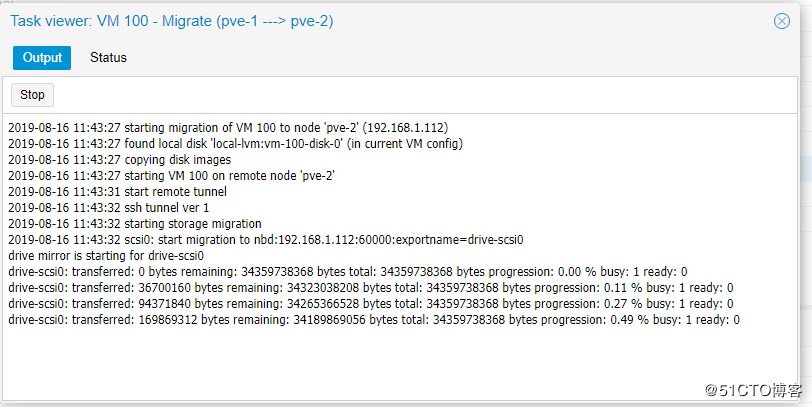 Task viewer: VM 100 - Migrate (pve-1 ---> pve-2)
Output Status
Stop
2019-08-16 11:43:27 starting migration of VM 100 to node 'pve-2' (192.168.1.112)
2019-08-16 11:43:27 found local disk 'local-lvm:vm-100-disk-0' (in current VM config)
2019-08-16 11:43:27 copying disk images
2019-08-16 11:43:27 starting VM 100 on remote node 'pve-2'
2019-08-16 11:43:31 start remote tunnel
2019-08-16 11:43:32 ssh tunnel ver 1
2019-08-16 11:43:32 starting storage migration
2019-08-16 11:43:32 scsi0: start migration to nbd:192.168.1.112:60000:exportname=drive-scsi0
drive mirror is starting for drive-scsi0
drive-scsi0: transferred: 0 bytes remaining: 34359738368 bytes total: 34359738368 bytes progression: 0.00 % busy: 1 ready: 0
drive-scsi0: transferred: 36700160 bytes remaining: 34323038208 bytes total: 34359738368 bytes progression: 0.11 % busy: 1 ready: 0
drive-scsi0: transferred: 94371840 bytes remaining: 34265366528 bytes total: 34359738368 bytes progression: 0.27 % busy: 1 ready: 0
drive-scsi0: transferred: 169869312 bytes remaining: 34189869056 bytes total: 34359738368 bytes progression: 0.49 % busy: 1 ready: 0
@51CTO博客